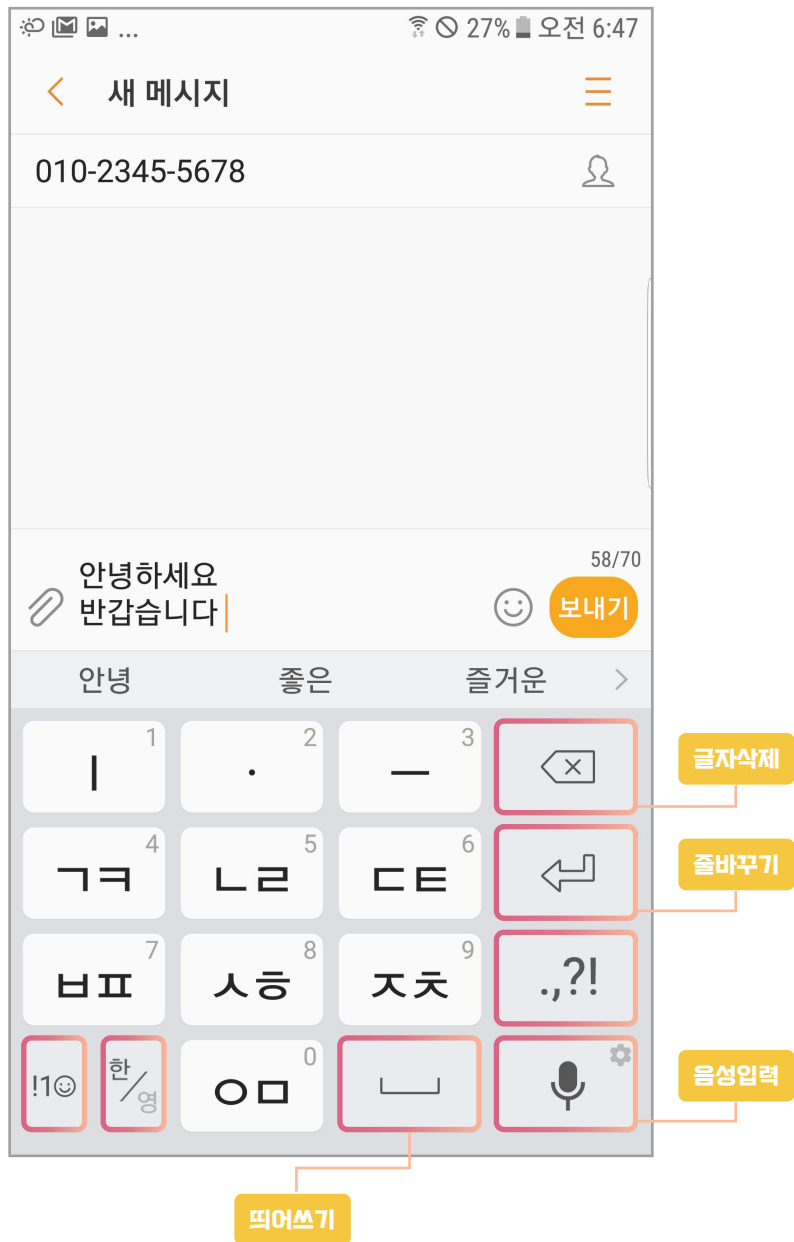 ... 27% 오전 6:47
새 메시지
010-2345-5678
58/70
안녕하세요
반갑습니다
보내기
안녕 좋은 즐거운
ㅣ 1 · 2 ㅡ 3
글자삭제
ㄱㅋ 4 ㄴㄹ 5 ㄷㅌ 6
줄바꾸기
ㅂㅍ 7 ㅅㅎ 8 ㅈㅊ 9 .,?!
!1☺ 한/영 ㅇㅁ 0
음성입력
띄어쓰기